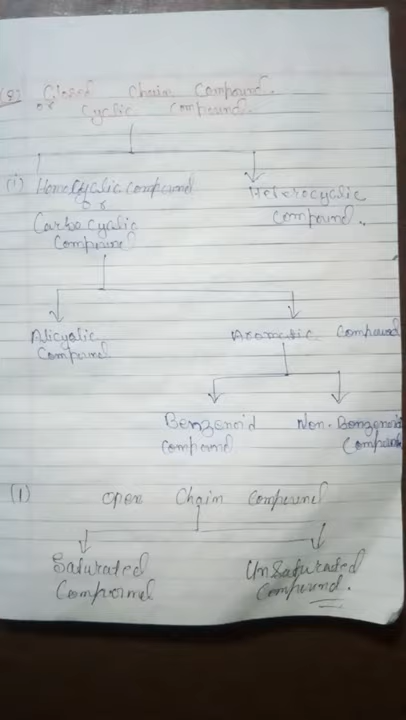 (2) Closed Chain Compound.
or Cyclic Compound.
(i) Homocyclic compound
or
Carbocyclic
Compound
Heterocyclic
Compound.
Alicyclic
Compound
Aromatic Compound
Benzenoid
Compound
Non-Benzenoid
Compound
(1) open Chain Compound
Saturated
Compound
UnSaturated
Compound.